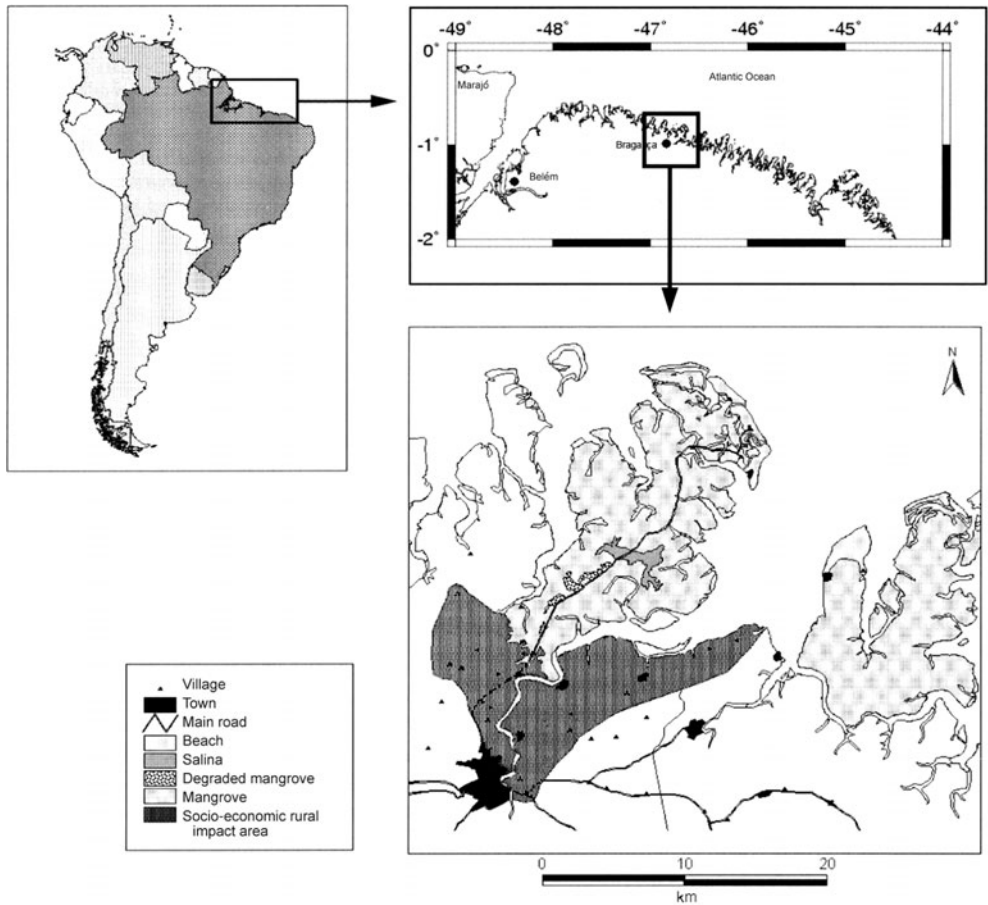 -49° -48° -47° -46° -45° -44°
0°
Atlantic Ocean
Marajó
-1°
Bragança
Belém
-2°
N
Village
Town
Main road
Beach
Salina
Degraded mangrove
Mangrove
Socio-economic rural
impact area
0 10 20
km